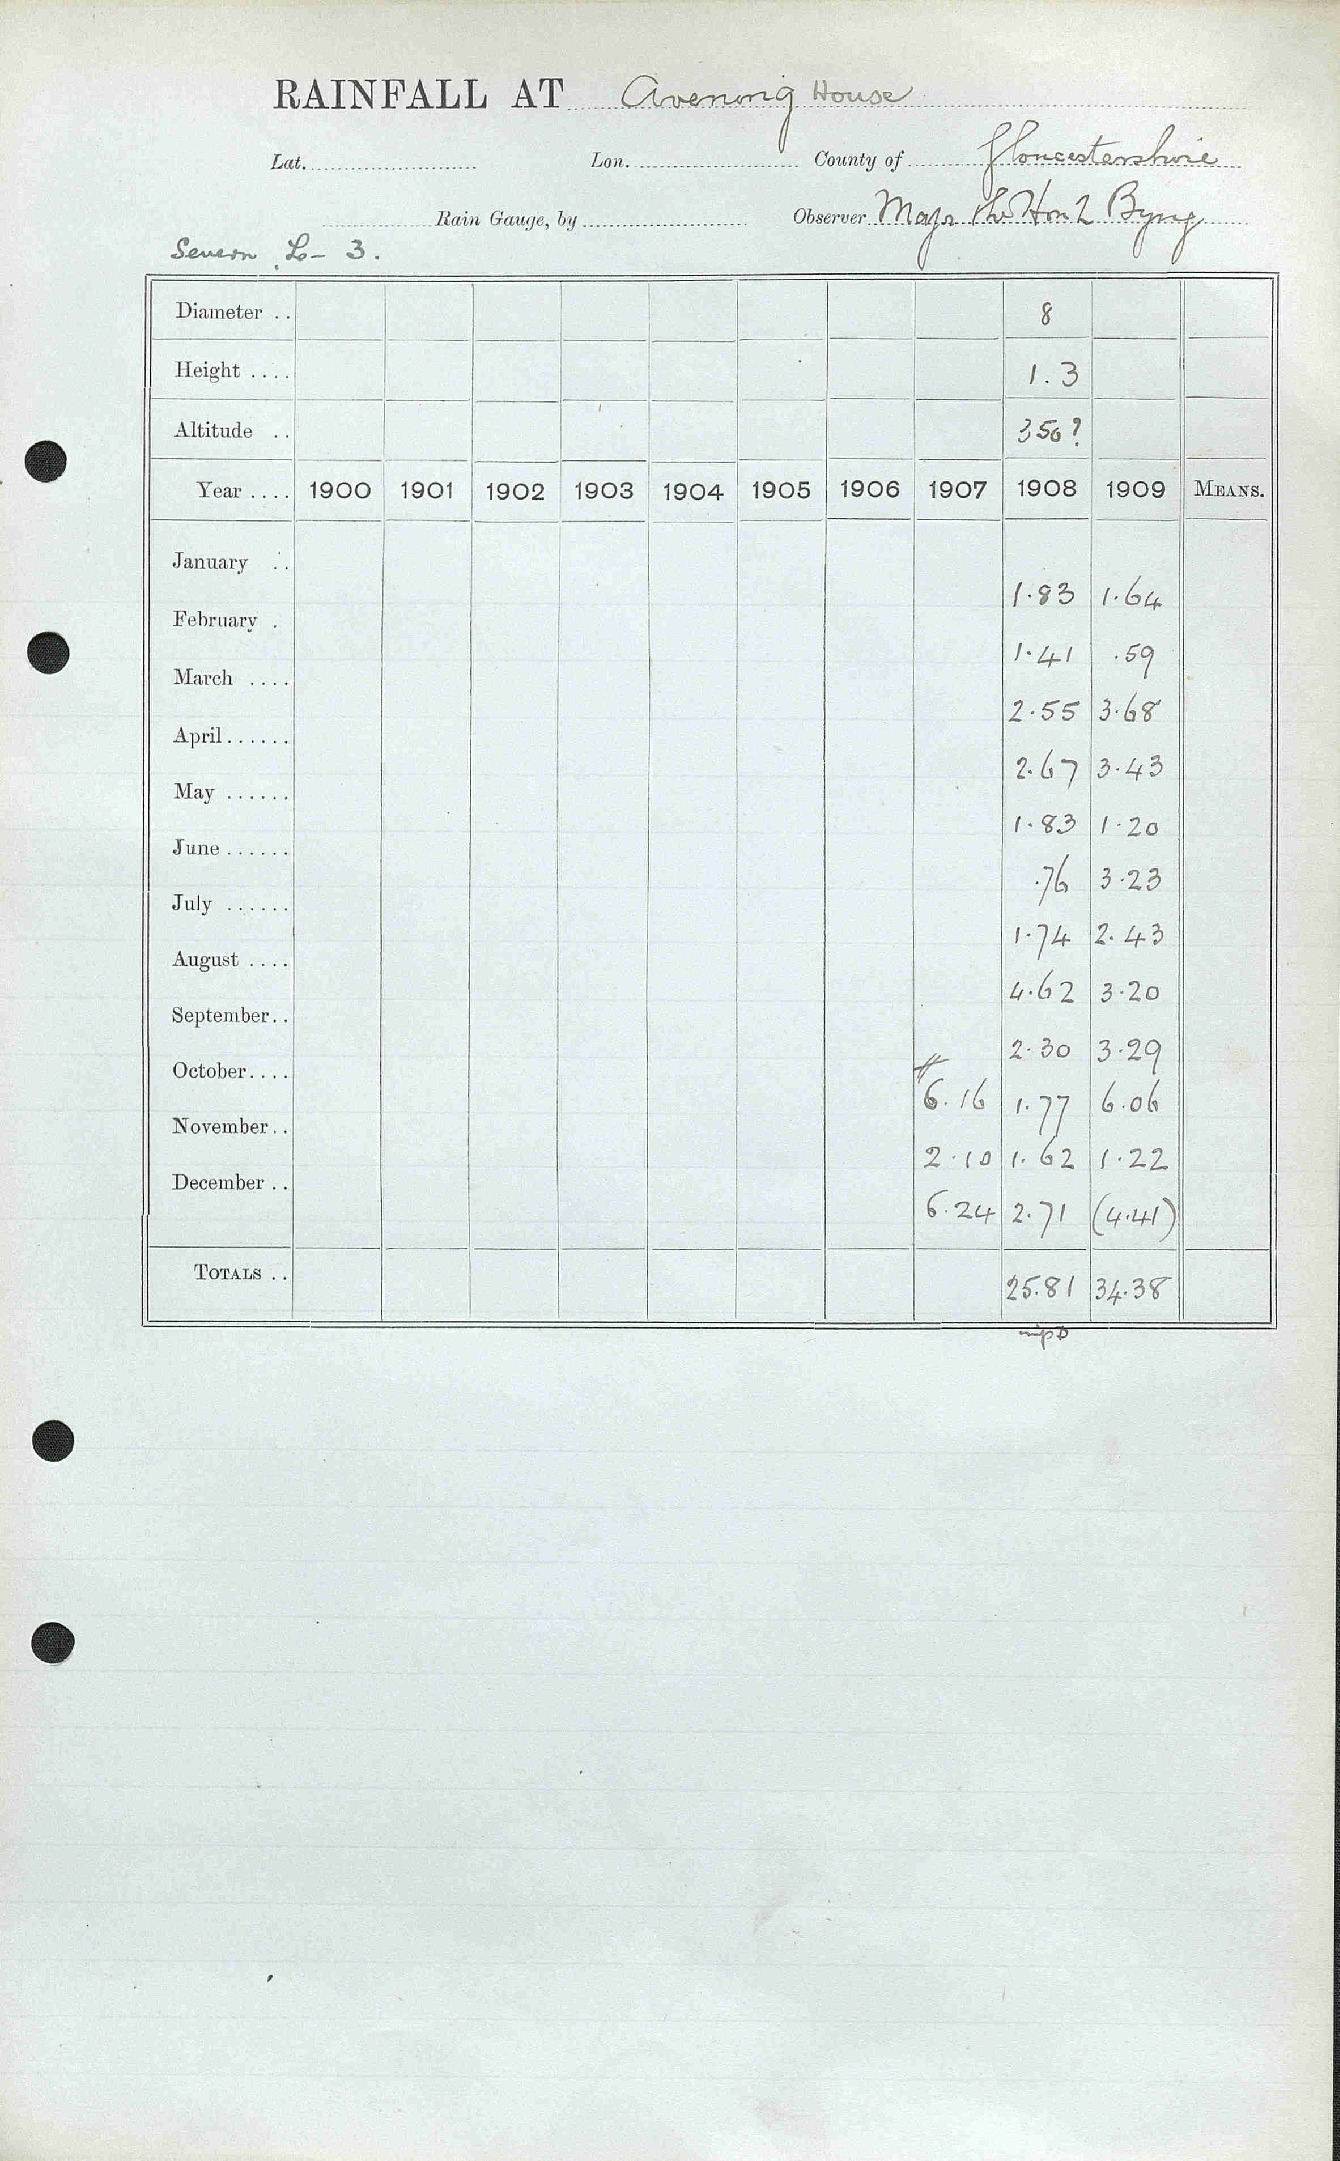 RAINFALL AT Avening House
Lat. Lon. County of Gloucestershire
Rain Gauge, by Observer Major The Hon L Byng
Severn L- 3.
Diameter .. 8
Height .... 1.3
Altitude .. 350?
Year .... 1900 1901 1902 1903 1904 1905 1906 1907 1908 1909 MEANS.
January .. 1.83 1.64
February . 1.41 .59
March .... 2.55 3.68
April...... 2.67 3.43
May ...... 1.83 1.20
June ...... .76 3.23
July ...... 1.74 2.43
August .... 4.62 3.20
September.. 2.30 3.29
October.... 6.16 1.77 6.06
November.. 2.10 1.62 1.22
December .. 6.24 2.71 (4.41)
TOTALS .. 25.81 34.38